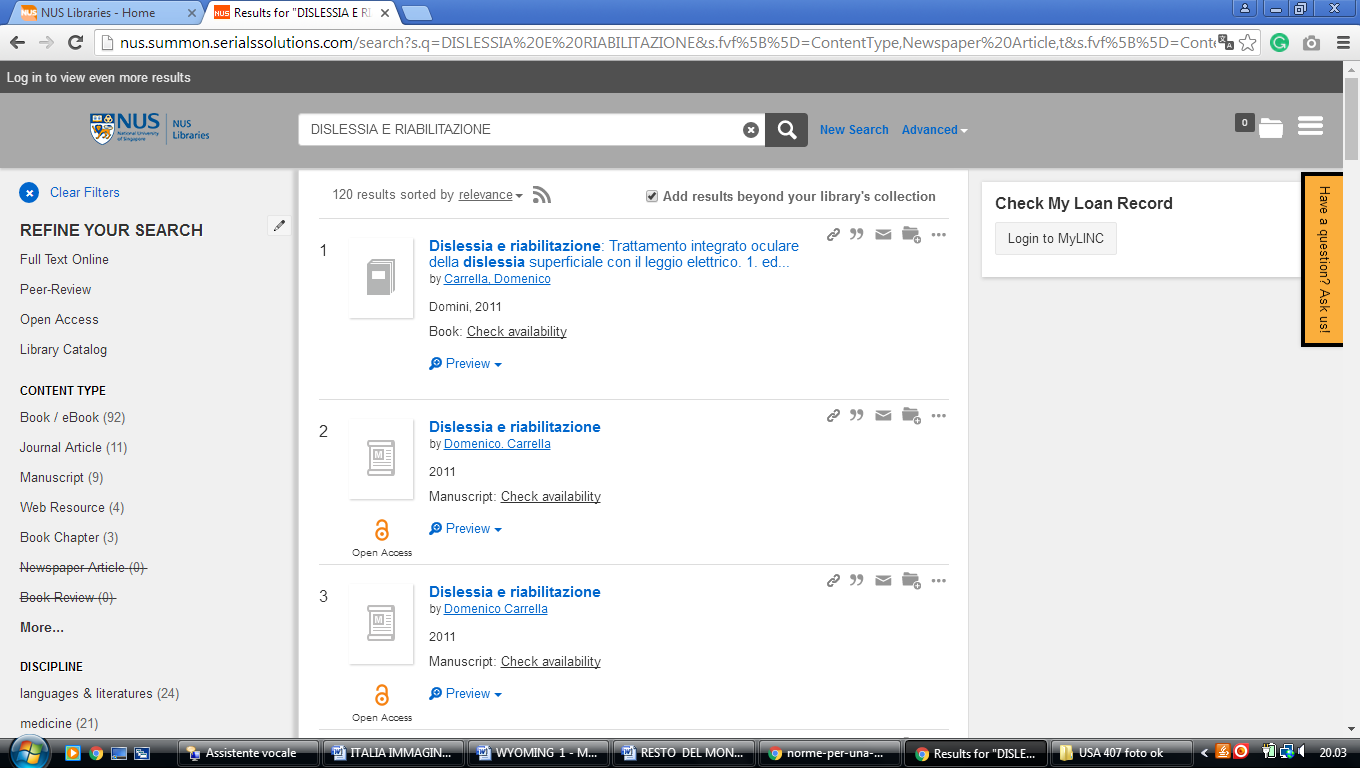 NUS Libraries - Home
Results for "DISLESSIA E RI
nus.summon.serialssolutions.com/search?s.q=DISLESSIA%20E%20RIABILITAZIONE&s.fvf%5B%5D=ContentType,Newspaper%20Article,t&s.fvf%5B%5D=Conte
Log in to view even more results
NUS
National University
of Singapore
NUS
Libraries
DISLESSIA E RIABILITAZIONE
New Search
Advanced
0
Clear Filters
REFINE YOUR SEARCH
Full Text Online
Peer-Review
Open Access
Library Catalog
CONTENT TYPE
Book / eBook (92)
Journal Article (11)
Manuscript (9)
Web Resource (4)
Book Chapter (3)
Newspaper Article (0)
Book Review (0)
More...
DISCIPLINE
languages & literatures (24)
medicine (21)
120 results sorted by relevance
Add results beyond your library's collection
1
Dislessia e riabilitazione: Trattamento integrato oculare
della dislessia superficiale con il leggio elettrico. 1. ed...
by Carrella, Domenico
Domini, 2011
Book: Check availability
Preview
2
Dislessia e riabilitazione
by Domenico. Carrella
2011
Manuscript: Check availability
Preview
Open Access
3
Dislessia e riabilitazione
by Domenico Carrella
2011
Manuscript: Check availability
Preview
Open Access
Check My Loan Record
Login to MyLINC
Have a question? Ask us!
Assistente vocale
ITALIA IMMAGIN...
WYOMING 1 - M...
RESTO DEL MON...
norme-per-una-...
Results for "DISLE...
USA 407 foto ok
20.03